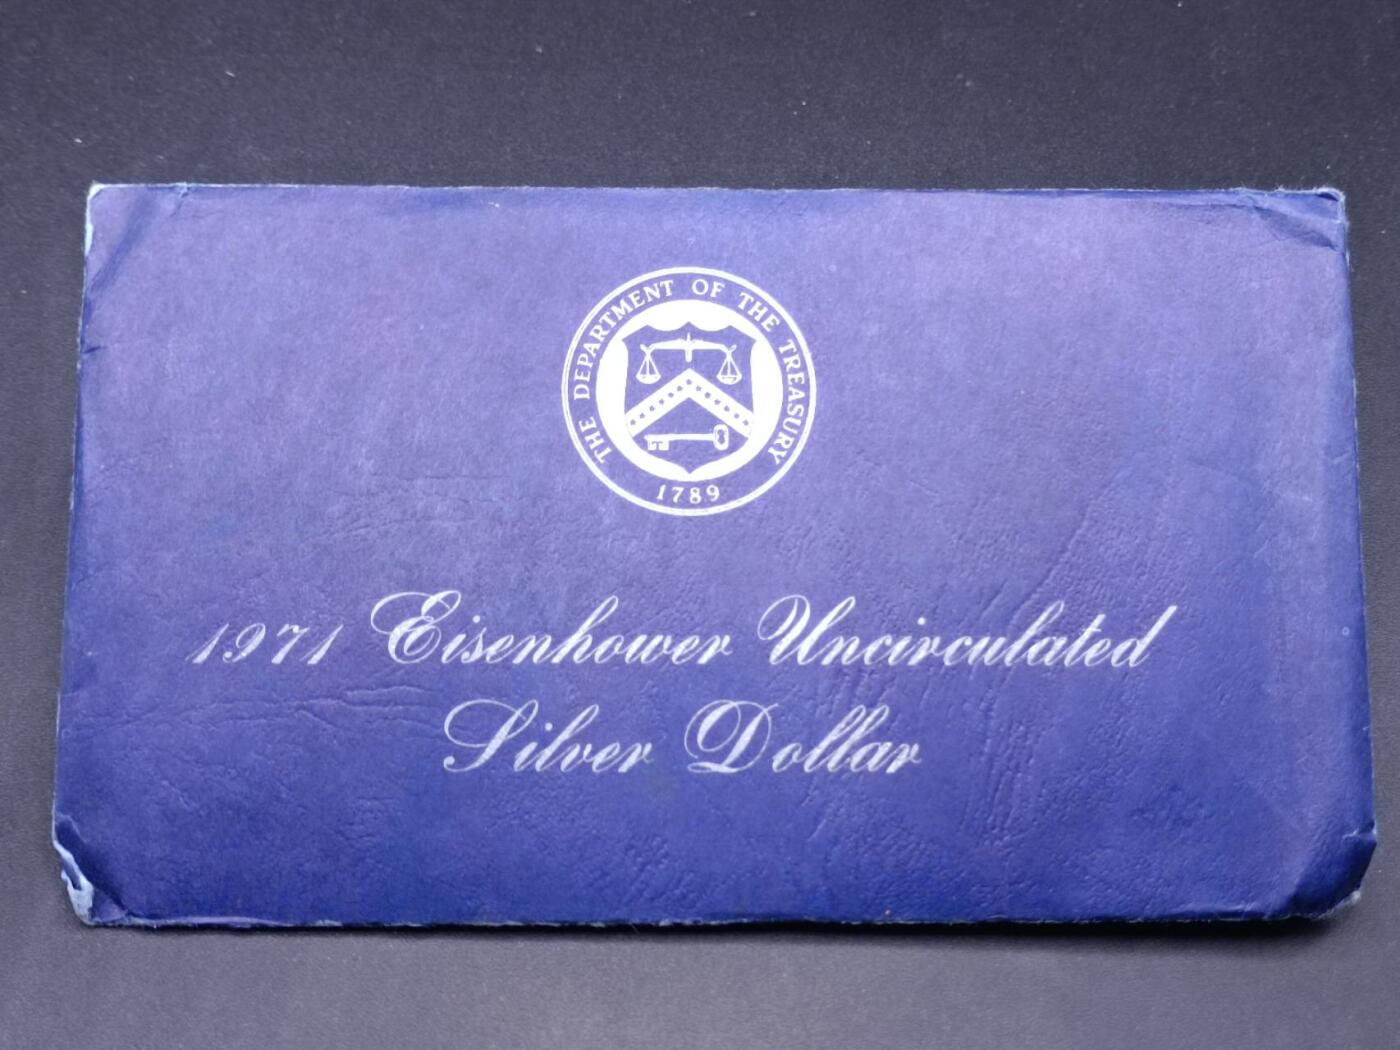 THE DEPARTMENT OF THE TREASURY
1789
1971 Eisenhower Uncirculated
Silver Dollar